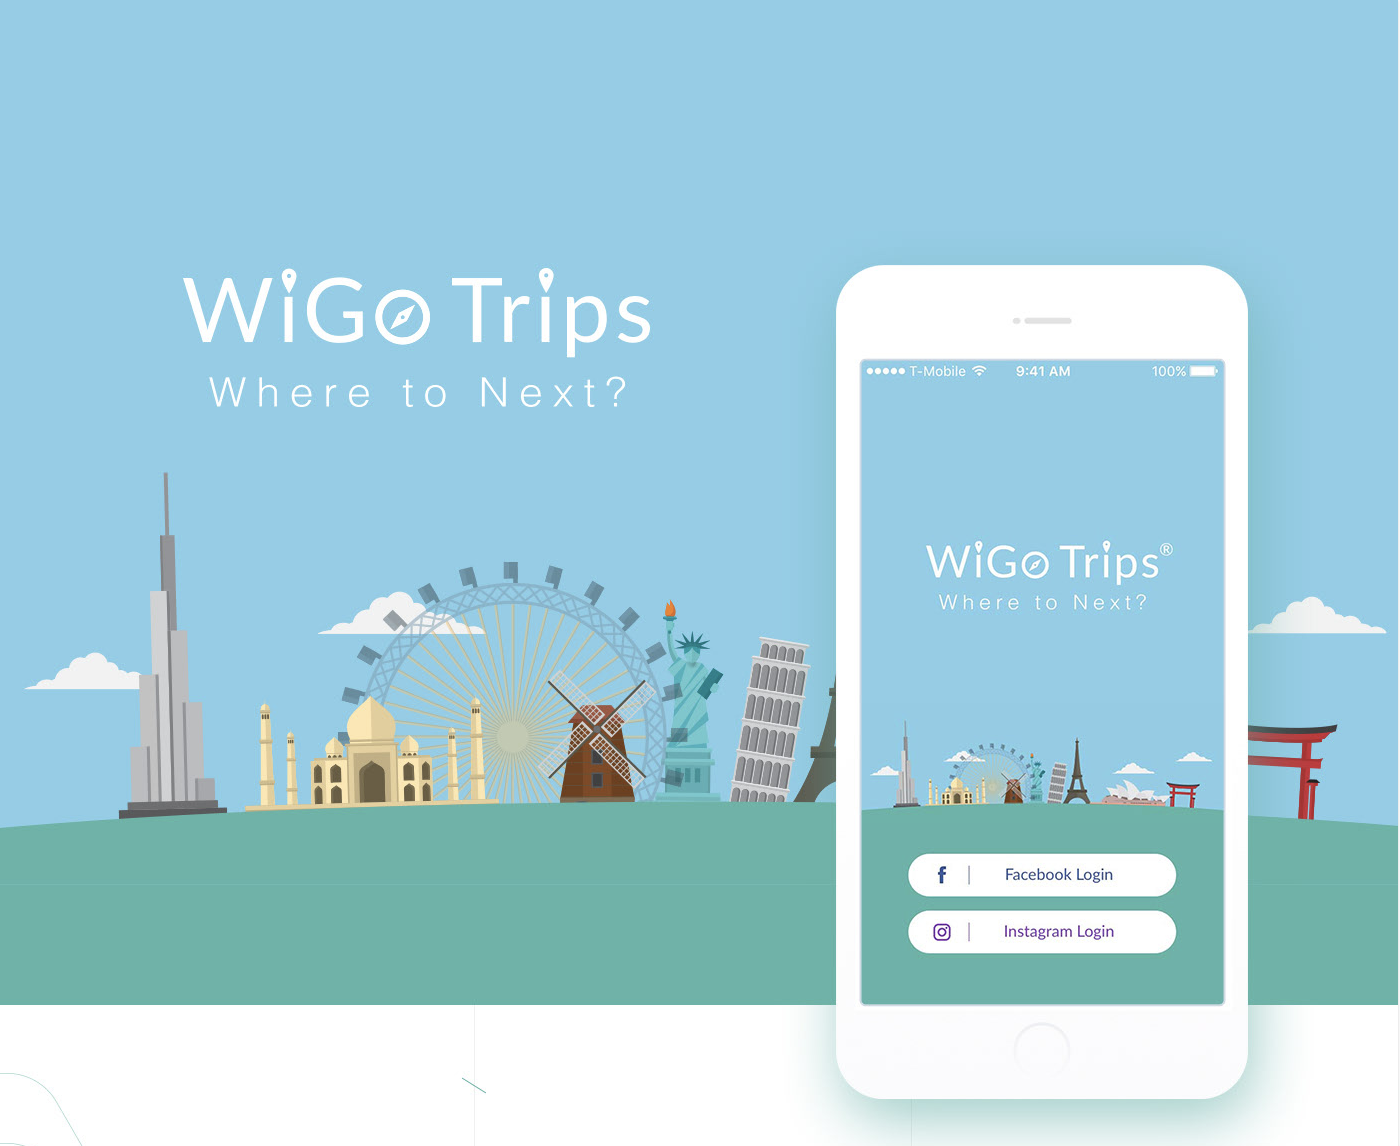 WiGo Trips
Where to Next?
T-Mobile 9:41 AM 100%
WiGo Trips®
Where to Next?
f Facebook Login
Instagram Login